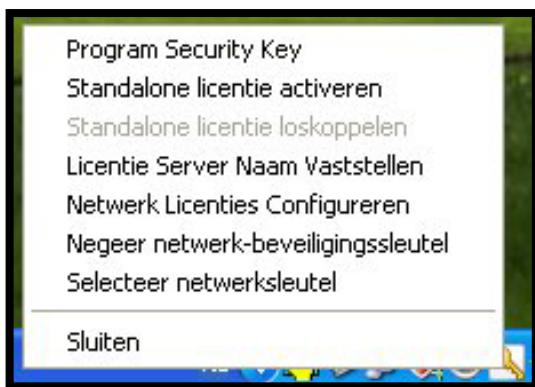 Program Security Key
Standalone licentie activeren
Standalone licentie loskoppelen
Licentie Server Naam Vaststellen
Netwerk Licenties Configureren
Negeer netwerk-beveiligingssleutel
Selecteer netwerksleutel
Sluiten